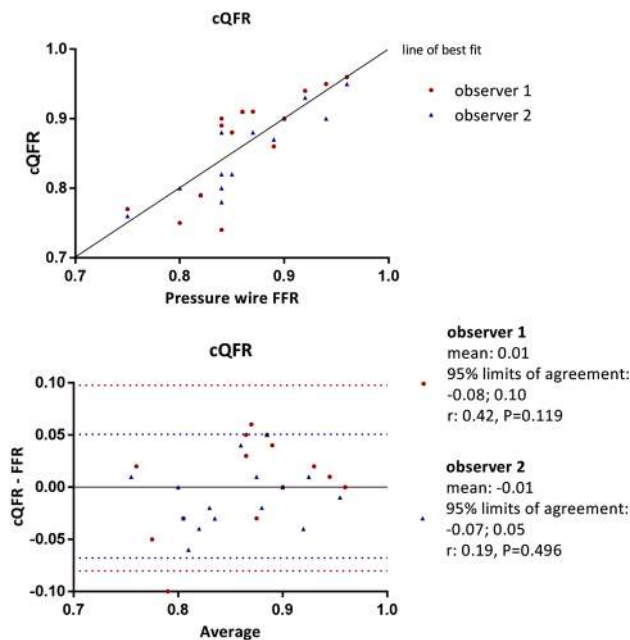 cQFR
line of best fit
observer 1
observer 2
cQFR
1.0
0.9
0.8
0.7
0.7
0.8
0.9
1.0
Pressure wire FFR
cQFR
cQFR - FFR
0.10
0.05
0.00
-0.05
-0.10
0.7
0.8
0.9
1.0
Average
observer 1
mean: 0.01
95% limits of agreement:
-0.08; 0.10
r: 0.42, P=0.119
observer 2
mean: -0.01
95% limits of agreement:
-0.07; 0.05
r: 0.19, P=0.496